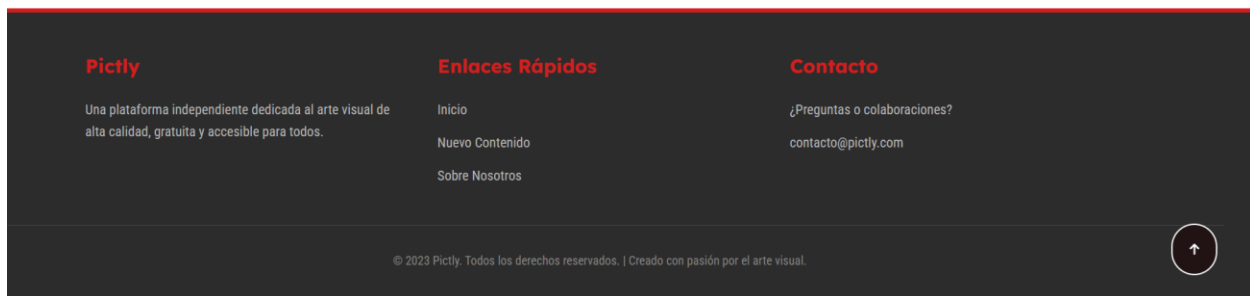 Pictly
Una plataforma independiente dedicada al arte visual de
alta calidad, gratuita y accesible para todos.
Enlaces Rápidos
Inicio
Nuevo Contenido
Sobre Nosotros
Contacto
¿Preguntas o colaboraciones?
contacto@pictly.com
© 2023 Pictly. Todos los derechos reservados. | Creado con pasión por el arte visual.